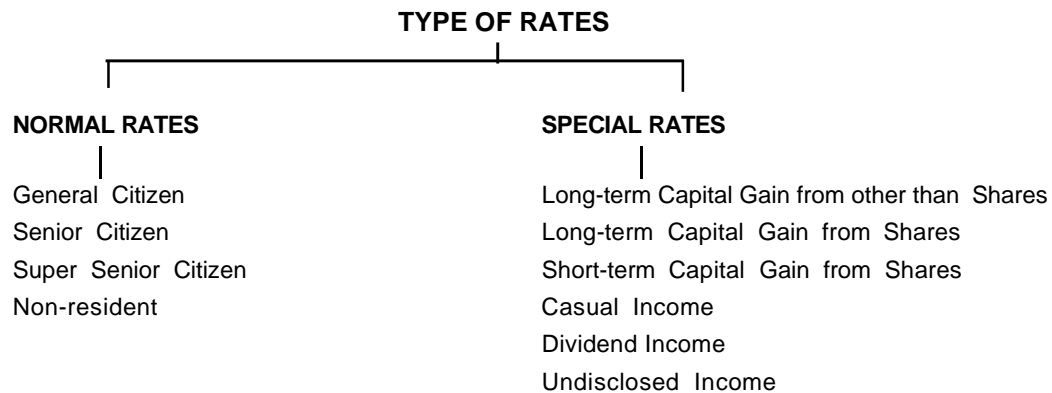 TYPE OF RATES
NORMAL RATES
General Citizen
Senior Citizen
Super Senior Citizen
Non-resident
SPECIAL RATES
Long-term Capital Gain from other than Shares
Long-term Capital Gain from Shares
Short-term Capital Gain from Shares
Casual Income
Dividend Income
Undisclosed Income